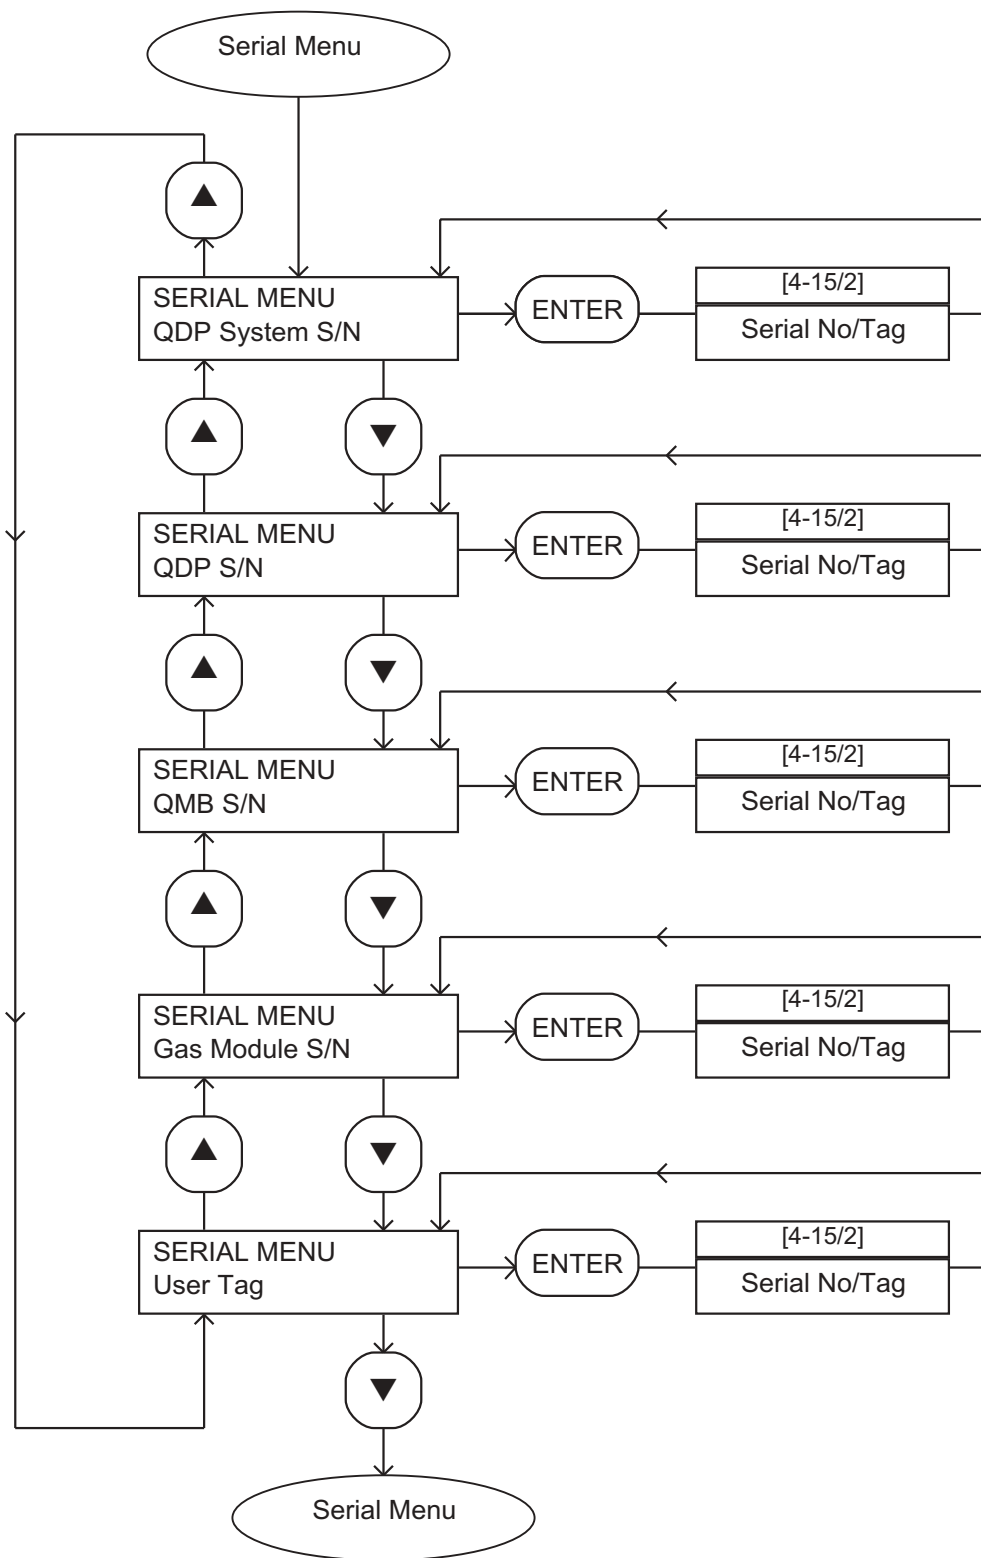 Serial Menu
SERIAL MENU
QDP System S/N
ENTER
[4-15/2]
Serial No/Tag
SERIAL MENU
QDP S/N
ENTER
[4-15/2]
Serial No/Tag
SERIAL MENU
QMB S/N
ENTER
[4-15/2]
Serial No/Tag
SERIAL MENU
Gas Module S/N
ENTER
[4-15/2]
Serial No/Tag
SERIAL MENU
User Tag
ENTER
[4-15/2]
Serial No/Tag
Serial Menu